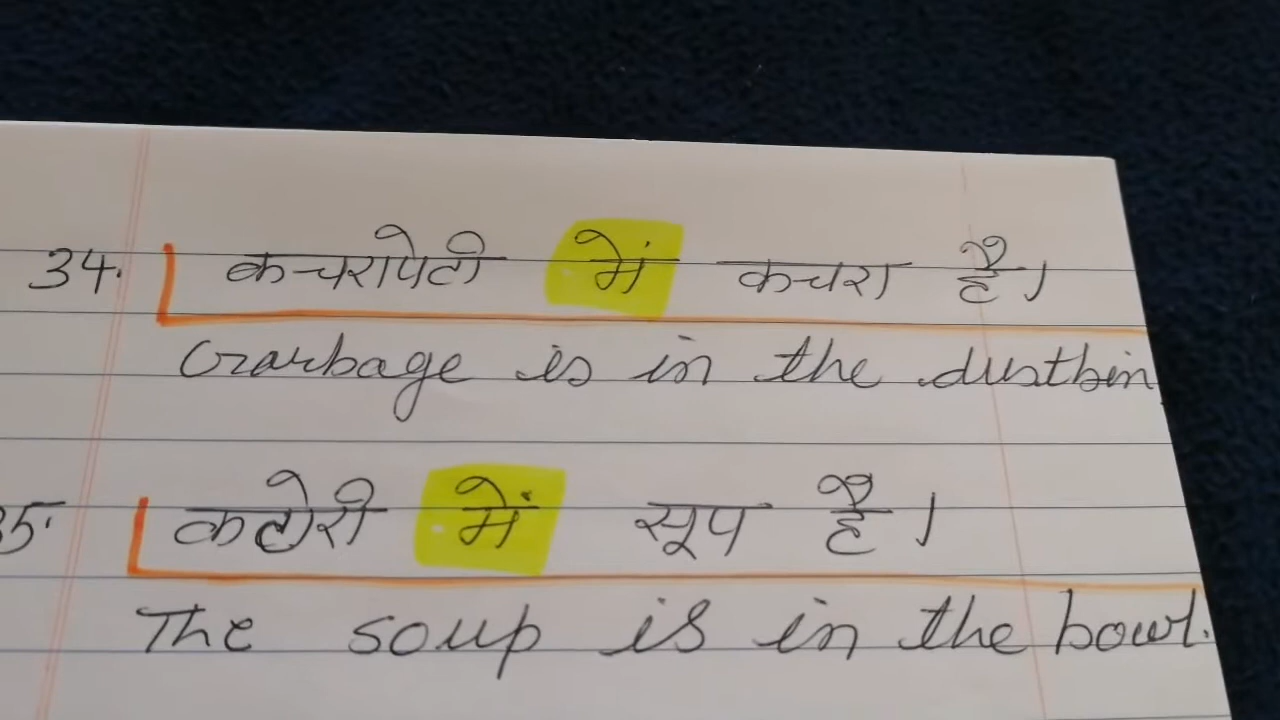 34. कचरापेटी में कचरा है।
Garbage is in the dustbin
35. कटोरी में सूप है।
The soup is in the bowl.